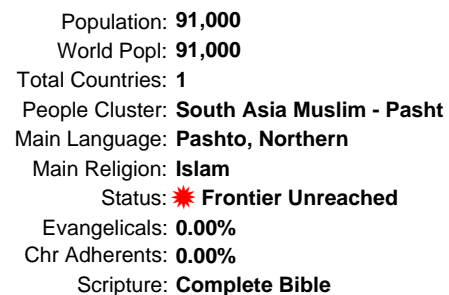 Population: 91,000
World Popl: 91,000
Total Countries: 1
People Cluster: South Asia Muslim - Pasht
Main Language: Pashto, Northern
Main Religion: Islam
Status: Frontier Unreached
Evangelicals: 0.00%
Chr Adherents: 0.00%
Scripture: Complete Bible